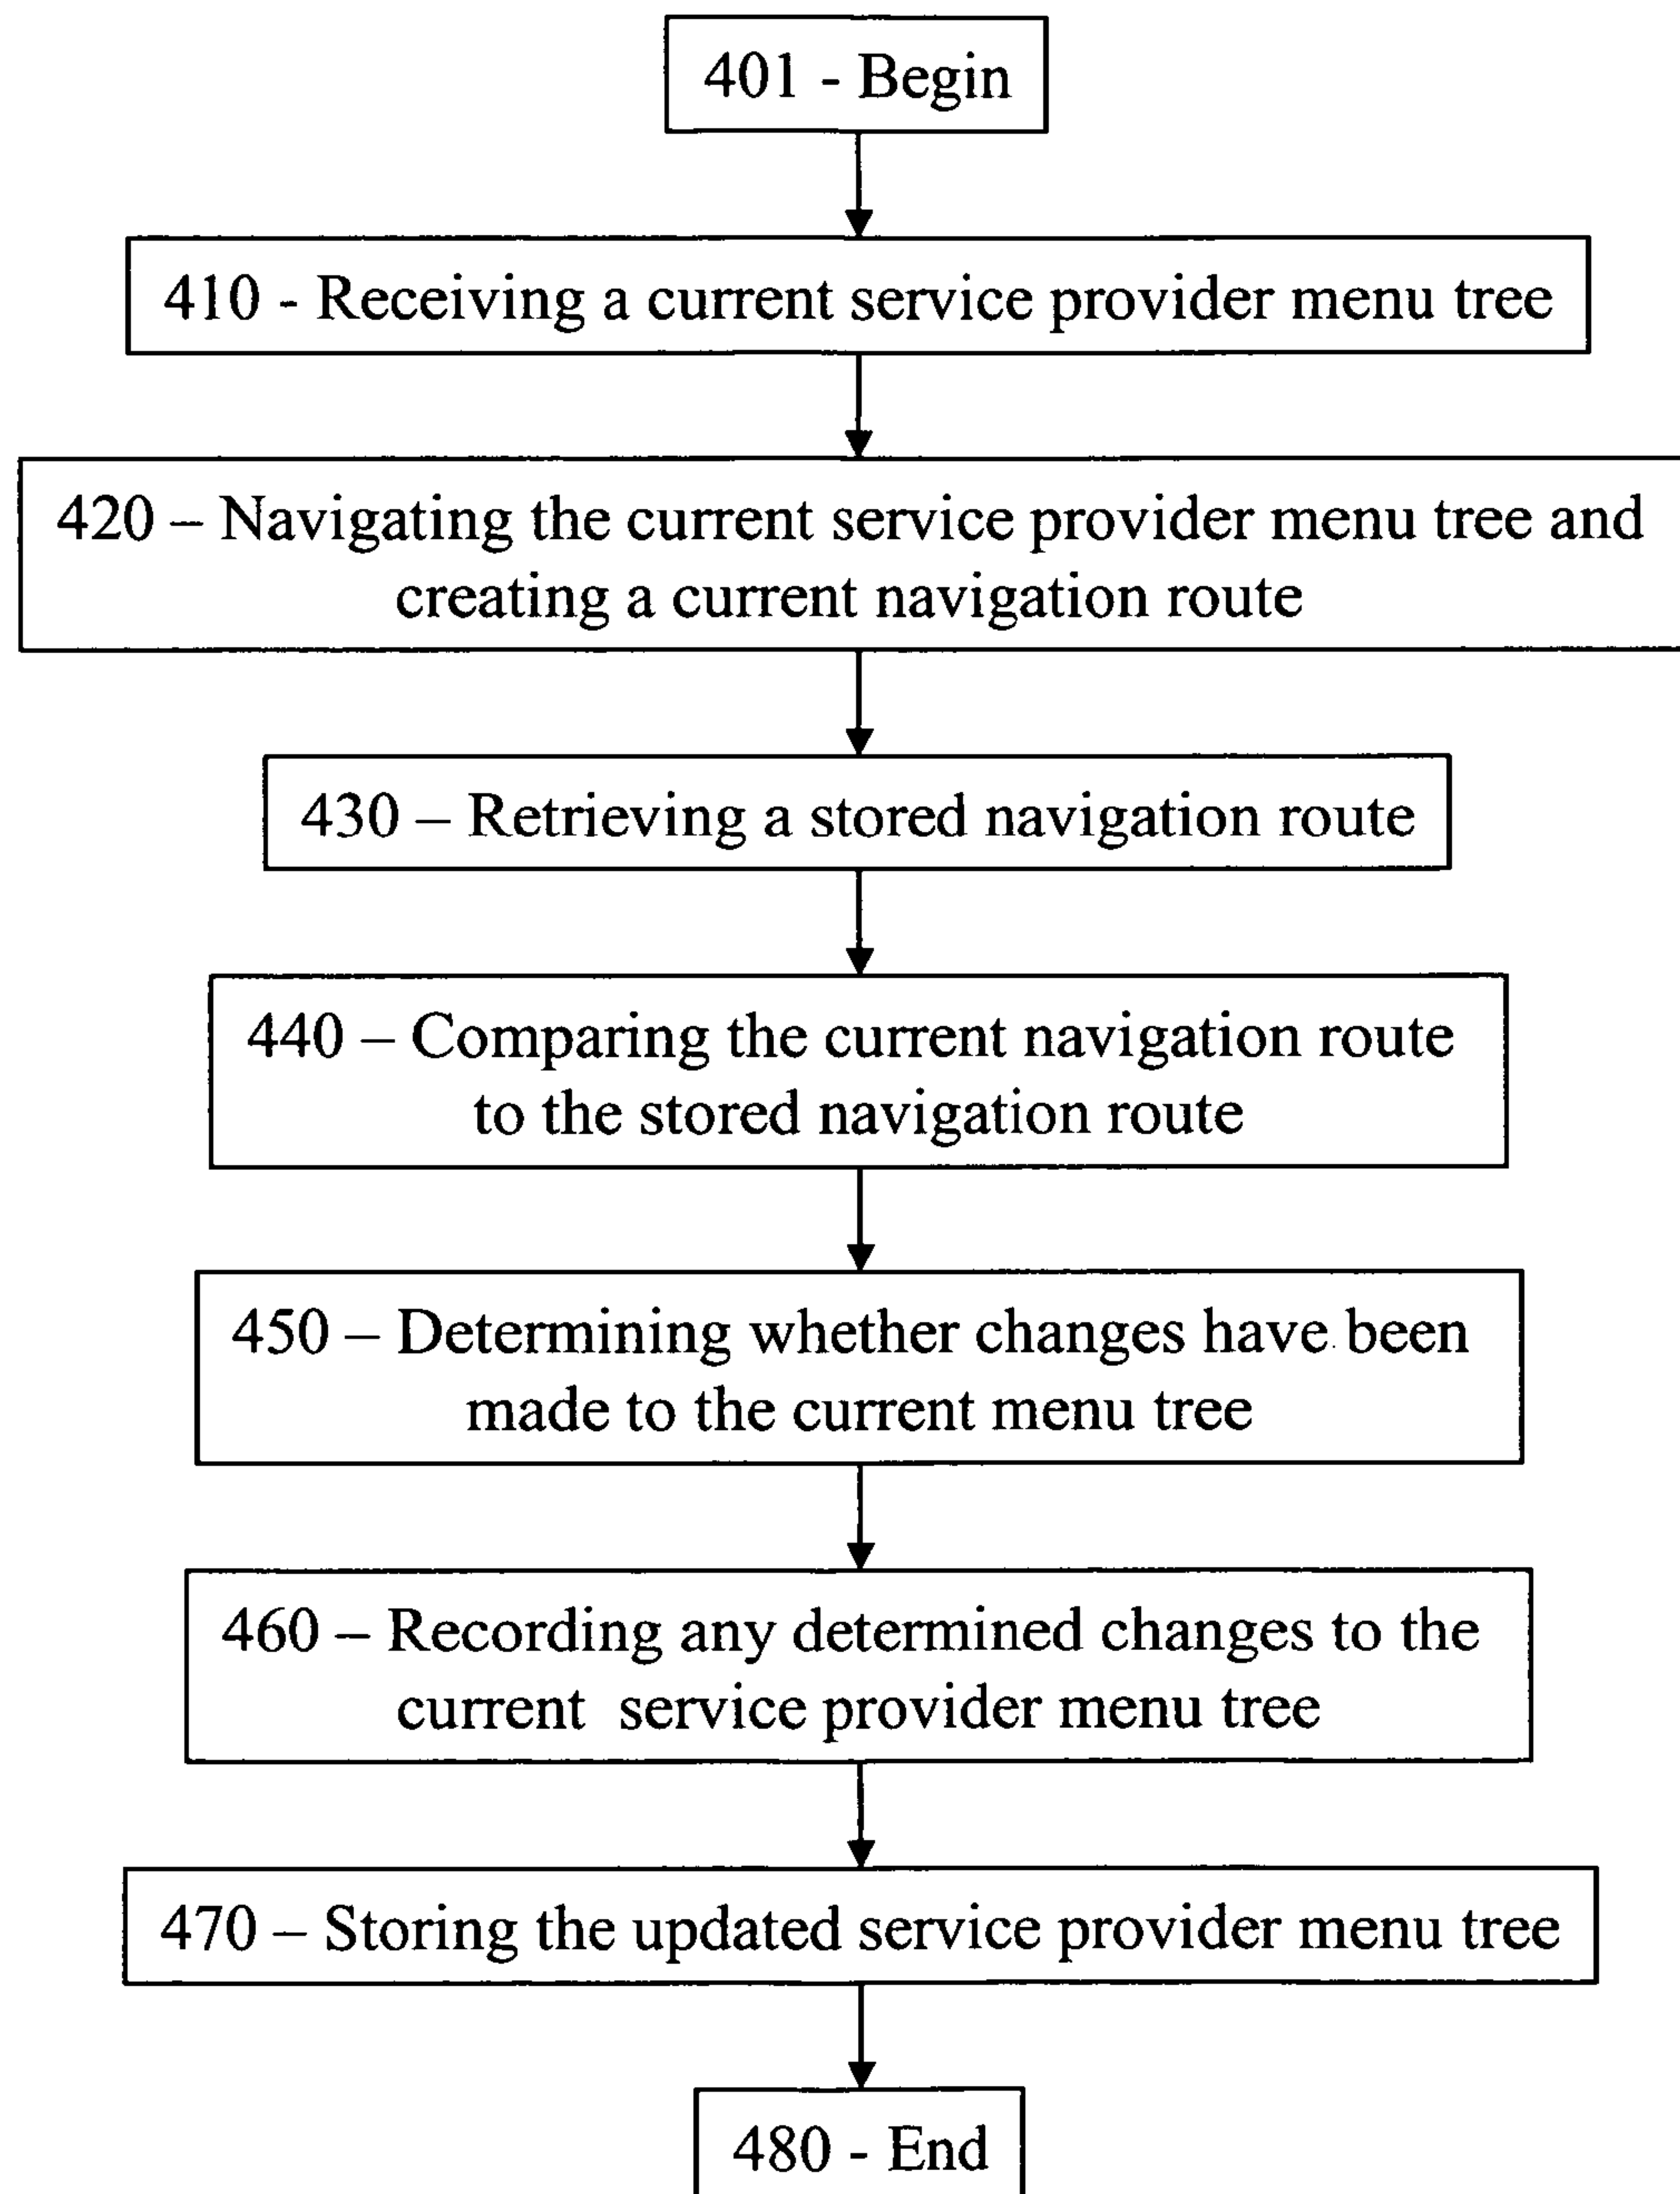 401 - Begin
410 - Receiving a current service provider menu tree
420 – Navigating the current service provider menu tree and
creating a current navigation route
430 – Retrieving a stored navigation route
440 – Comparing the current navigation route
to the stored navigation route
450 – Determining whether changes have been
made to the current menu tree
460 – Recording any determined changes to the
current service provider menu tree
470 – Storing the updated service provider menu tree
480 - End